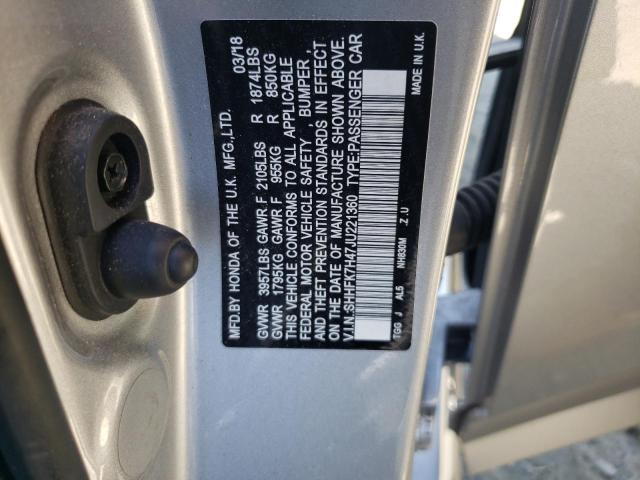 MFD.BY HONDA OF THE U.K. MFG.,LTD. 03/18
GVWR 3957LBS GAWR F 2105LBS R 1874LBS
GVWR 1795KG GAWR F 955KG R 850KG
THIS VEHICLE CONFORMS TO ALL APPLICABLE
FEDERAL MOTOR VEHICLE SAFETY , BUMPER ,
AND THEFT PREVENTION STANDARDS IN EFFECT
ON THE DATE OF MANUFACTURE SHOWN ABOVE.
V.I.N.:SHHFK7H47JU221360 TYPE:PASSENGER CAR
TGG J AL5 NH830M .Z.U MADE IN U.K.